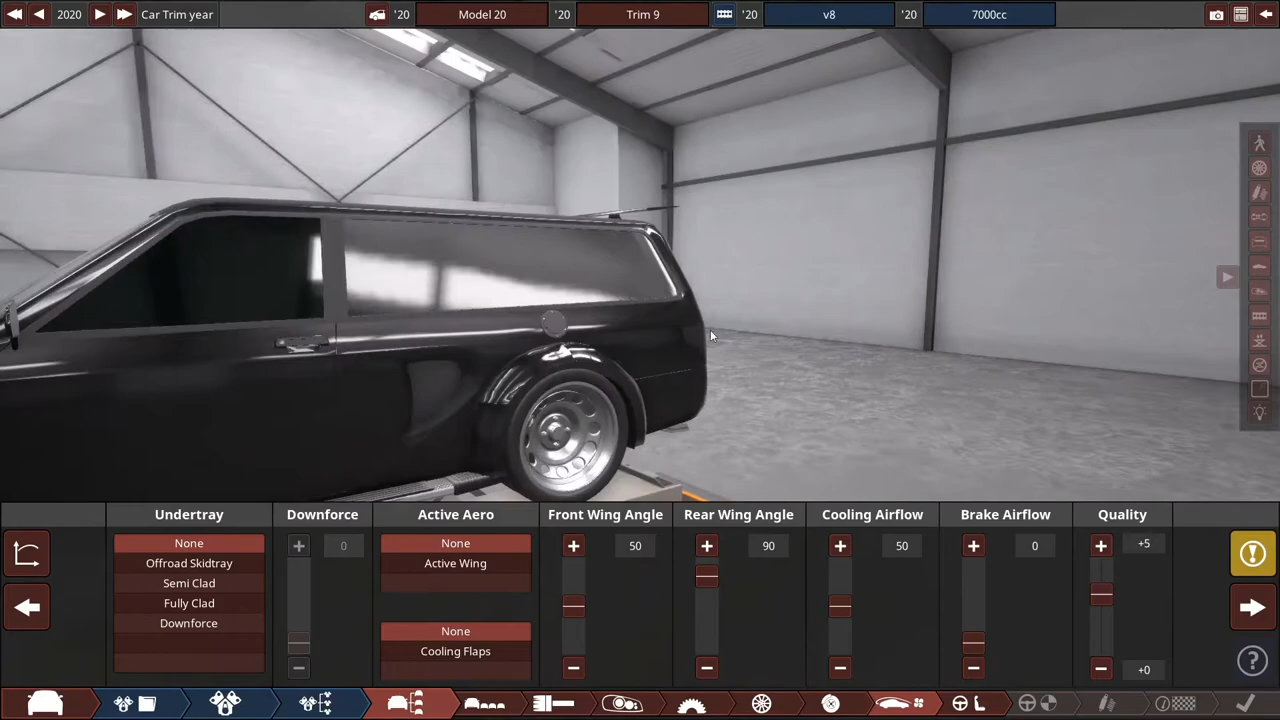 2020 Car Trim year '20 Model 20 '20 Trim 9 '20 v8 '20 7000cc
Undertray Downforce Active Aero Front Wing Angle Rear Wing Angle Cooling Airflow Brake Airflow Quality
None 0 None 50 90 50 0 +5
Offroad Skidtray Active Wing
Semi Clad
Fully Clad
Downforce None
Cooling Flaps
+0